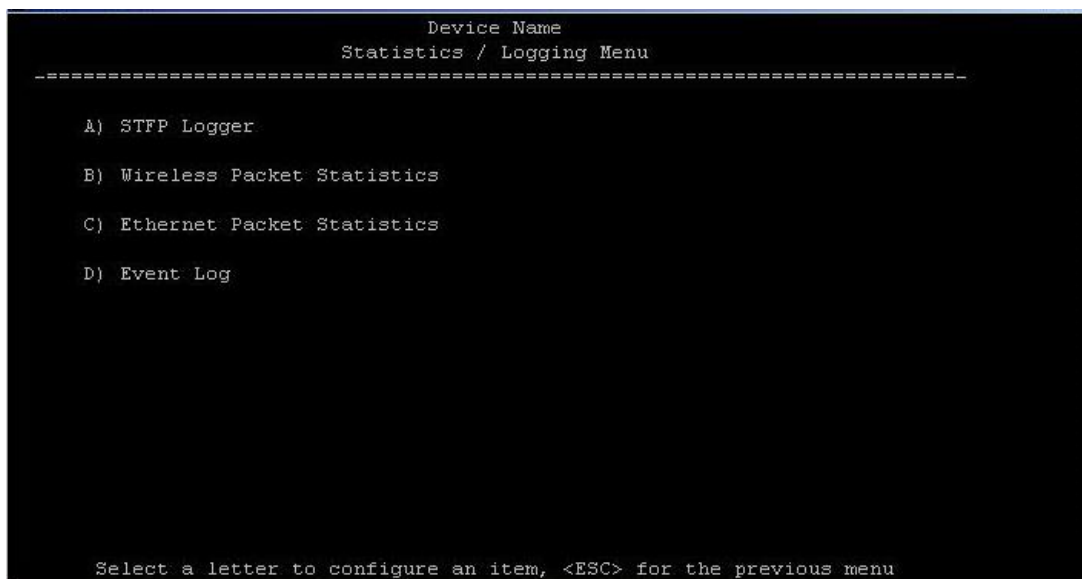 Device Name
Statistics / Logging Menu
-==========================================================================-
A) STFP Logger
B) Wireless Packet Statistics
C) Ethernet Packet Statistics
D) Event Log
Select a letter to configure an item, <ESC> for the previous menu